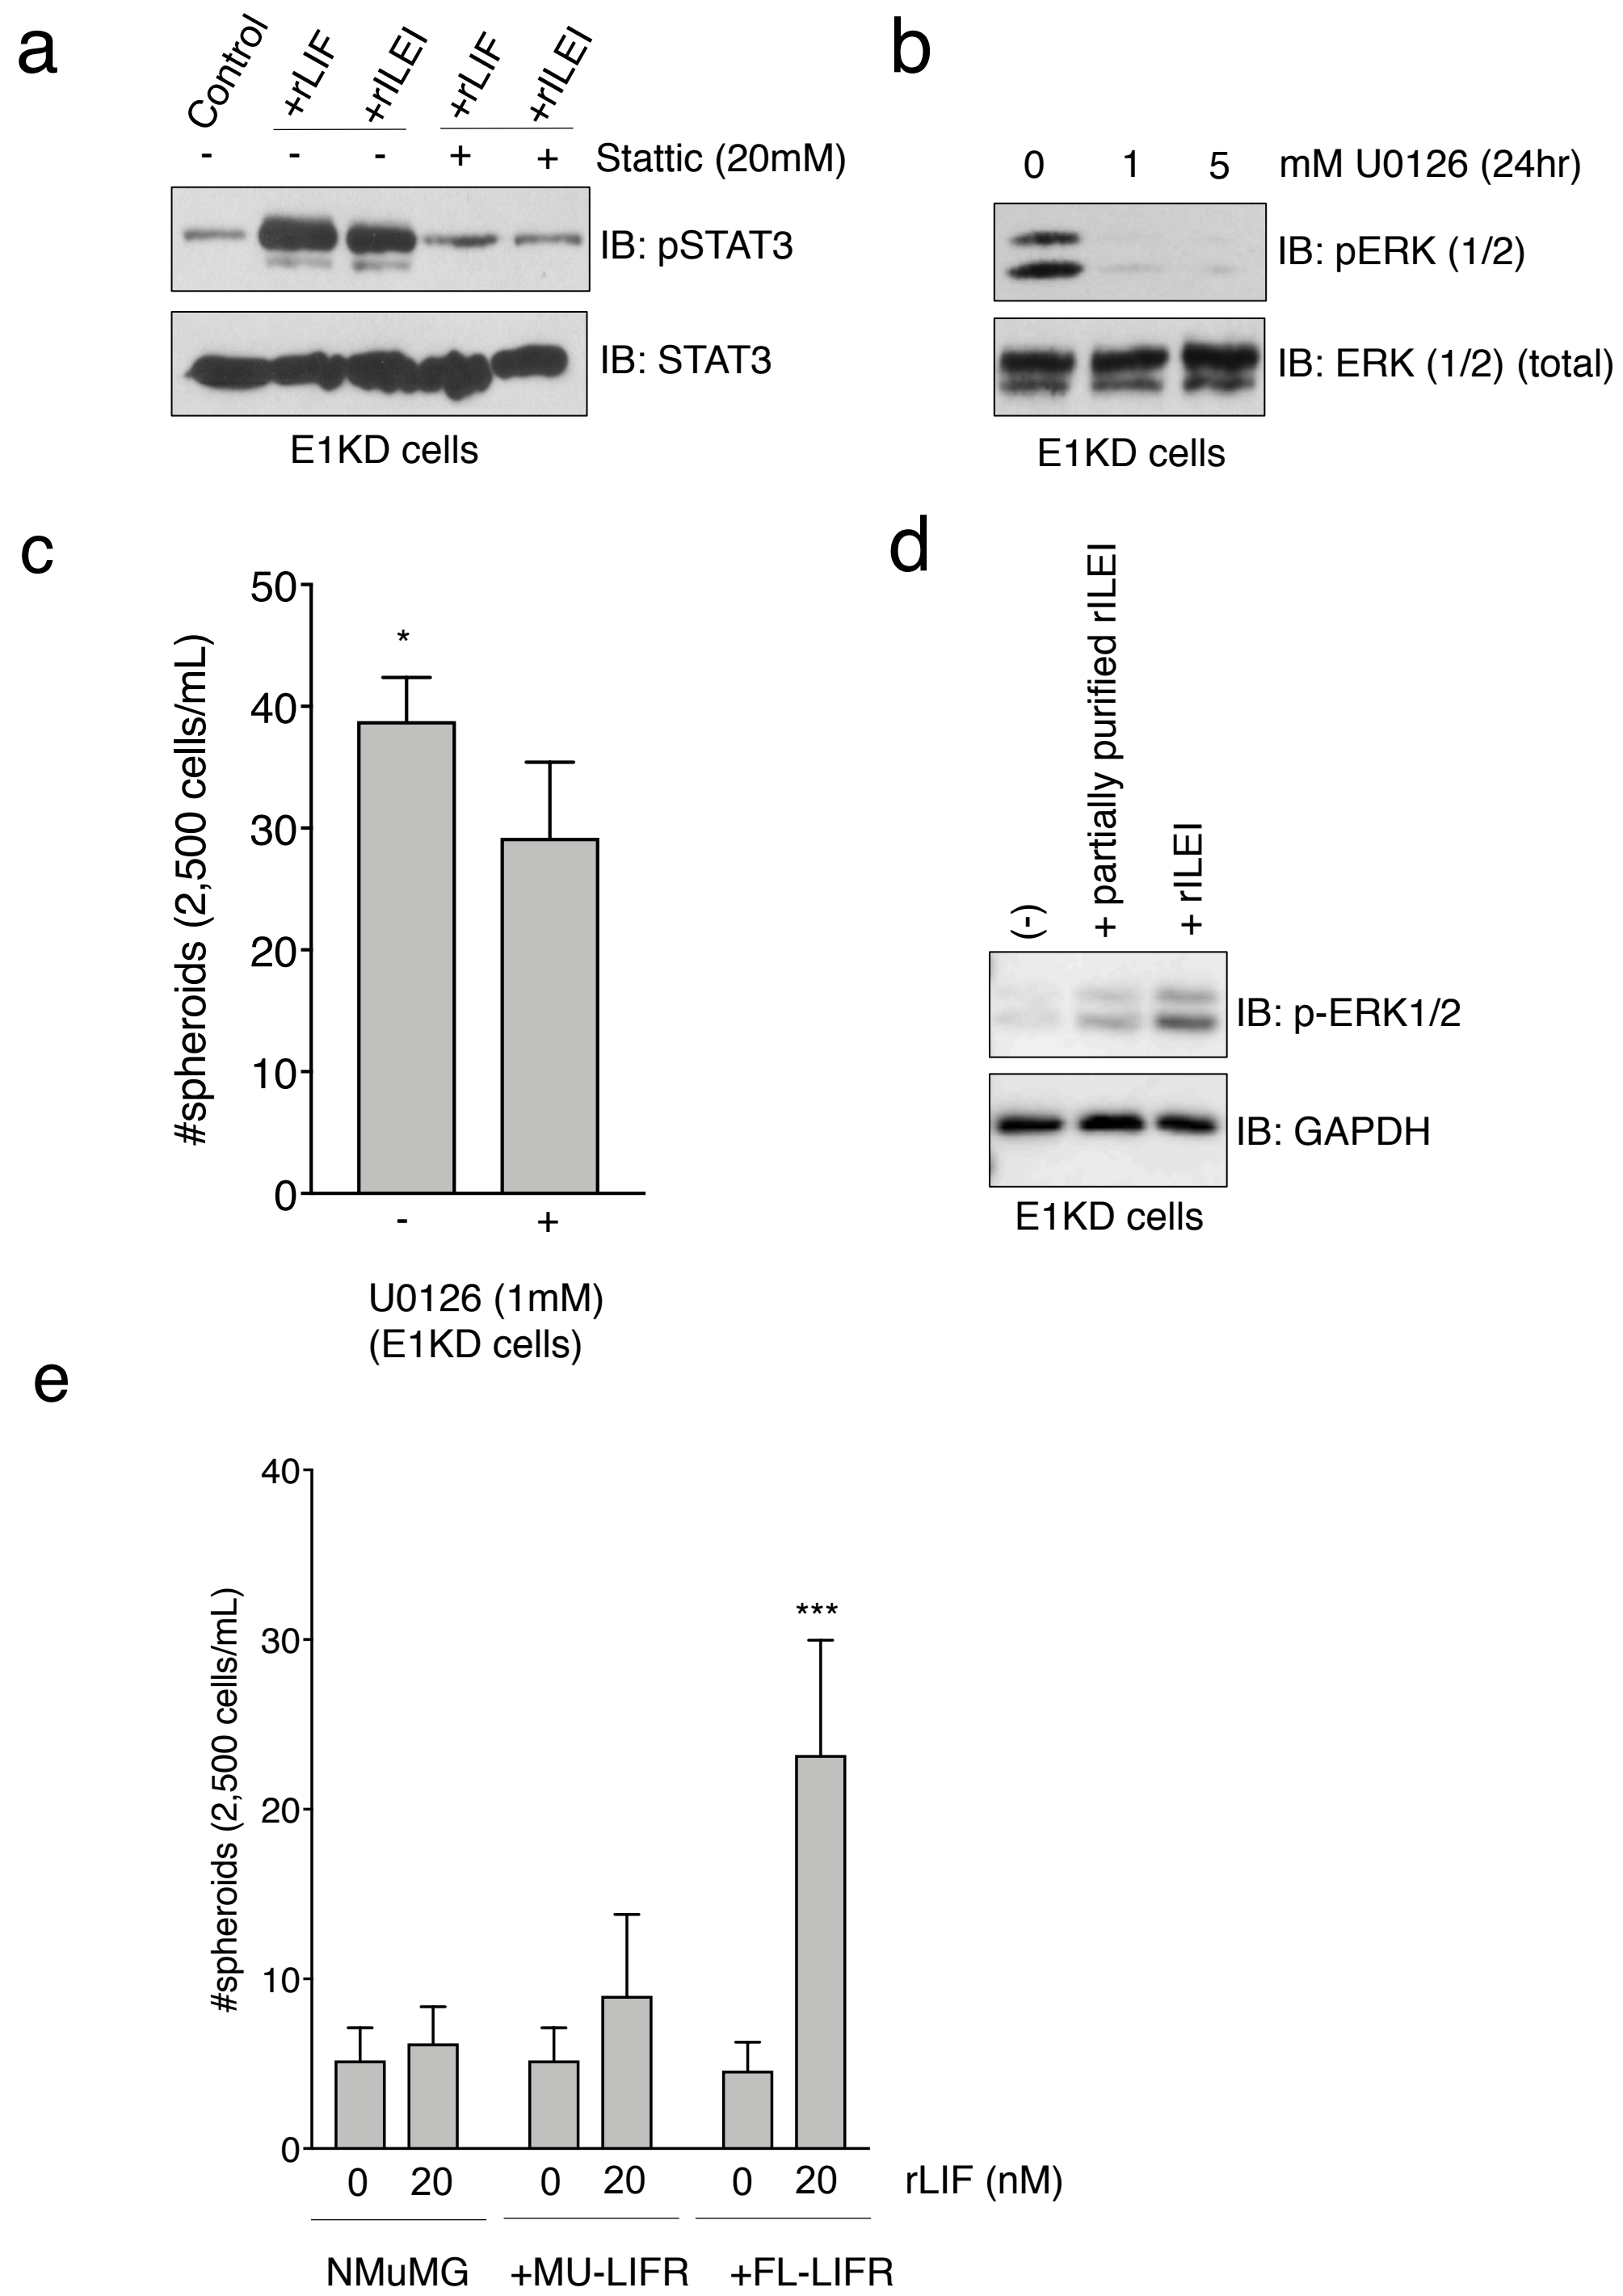 a
Control
+rLIF
+rILEI
+rLIF
+rILEI
- - - + + Stattic (20mM)
IB: pSTAT3
IB: STAT3
E1KD cells
b
0 1 5 mM U0126 (24hr)
IB: pERK (1/2)
IB: ERK (1/2) (total)
E1KD cells
c
#spheroids (2,500 cells/mL)
50
40
30
20
10
0
*
- +
U0126 (1mM)
(E1KD cells)
d
(-)
+ partially purified rILEI
+ rILEI
IB: p-ERK1/2
IB: GAPDH
E1KD cells
e
#spheroids (2,500 cells/mL)
40
30
20
10
0
***
0 20 0 20 0 20 rLIF (nM)
NMuMG +MU-LIFR +FL-LIFR